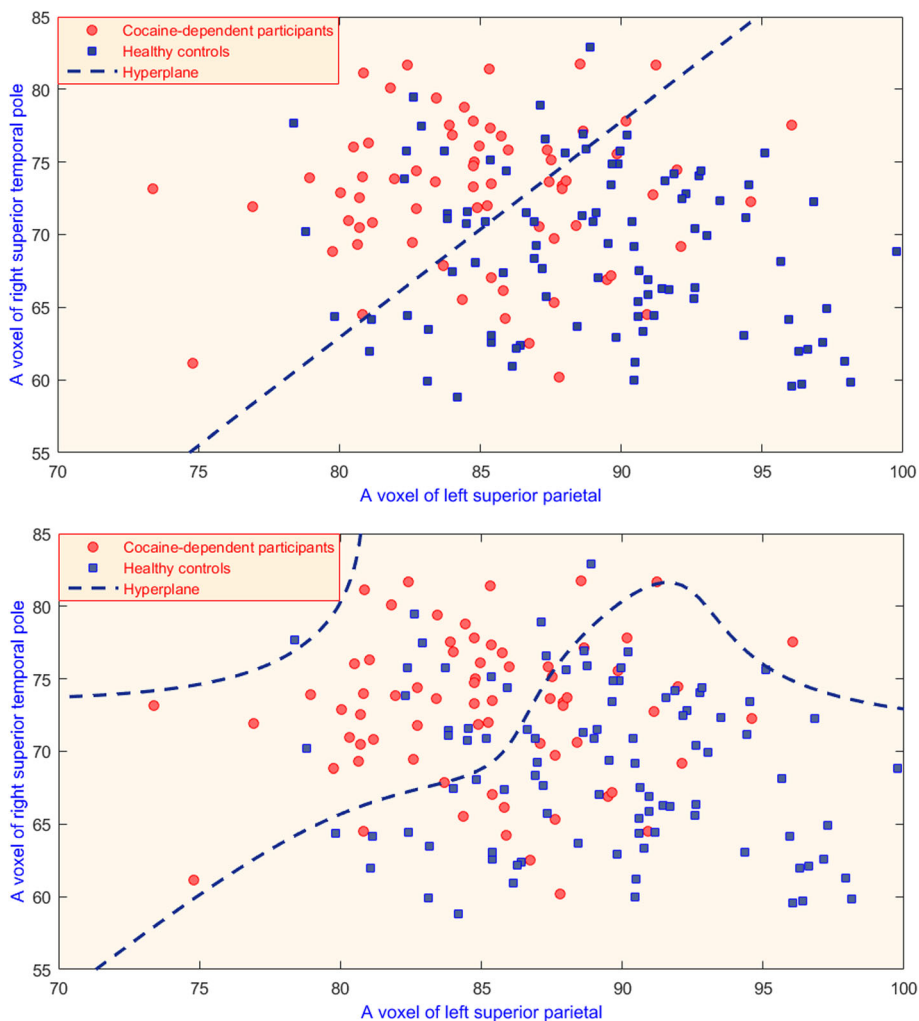 Cocaine-dependent participants
Healthy controls
Hyperplane
85
80
75
70
65
60
55
A voxel of right superior temporal pole
70 75 80 85 90 95 100
A voxel of left superior parietal
Cocaine-dependent participants
Healthy controls
Hyperplane
85
80
75
70
65
60
55
A voxel of right superior temporal pole
70 75 80 85 90 95 100
A voxel of left superior parietal